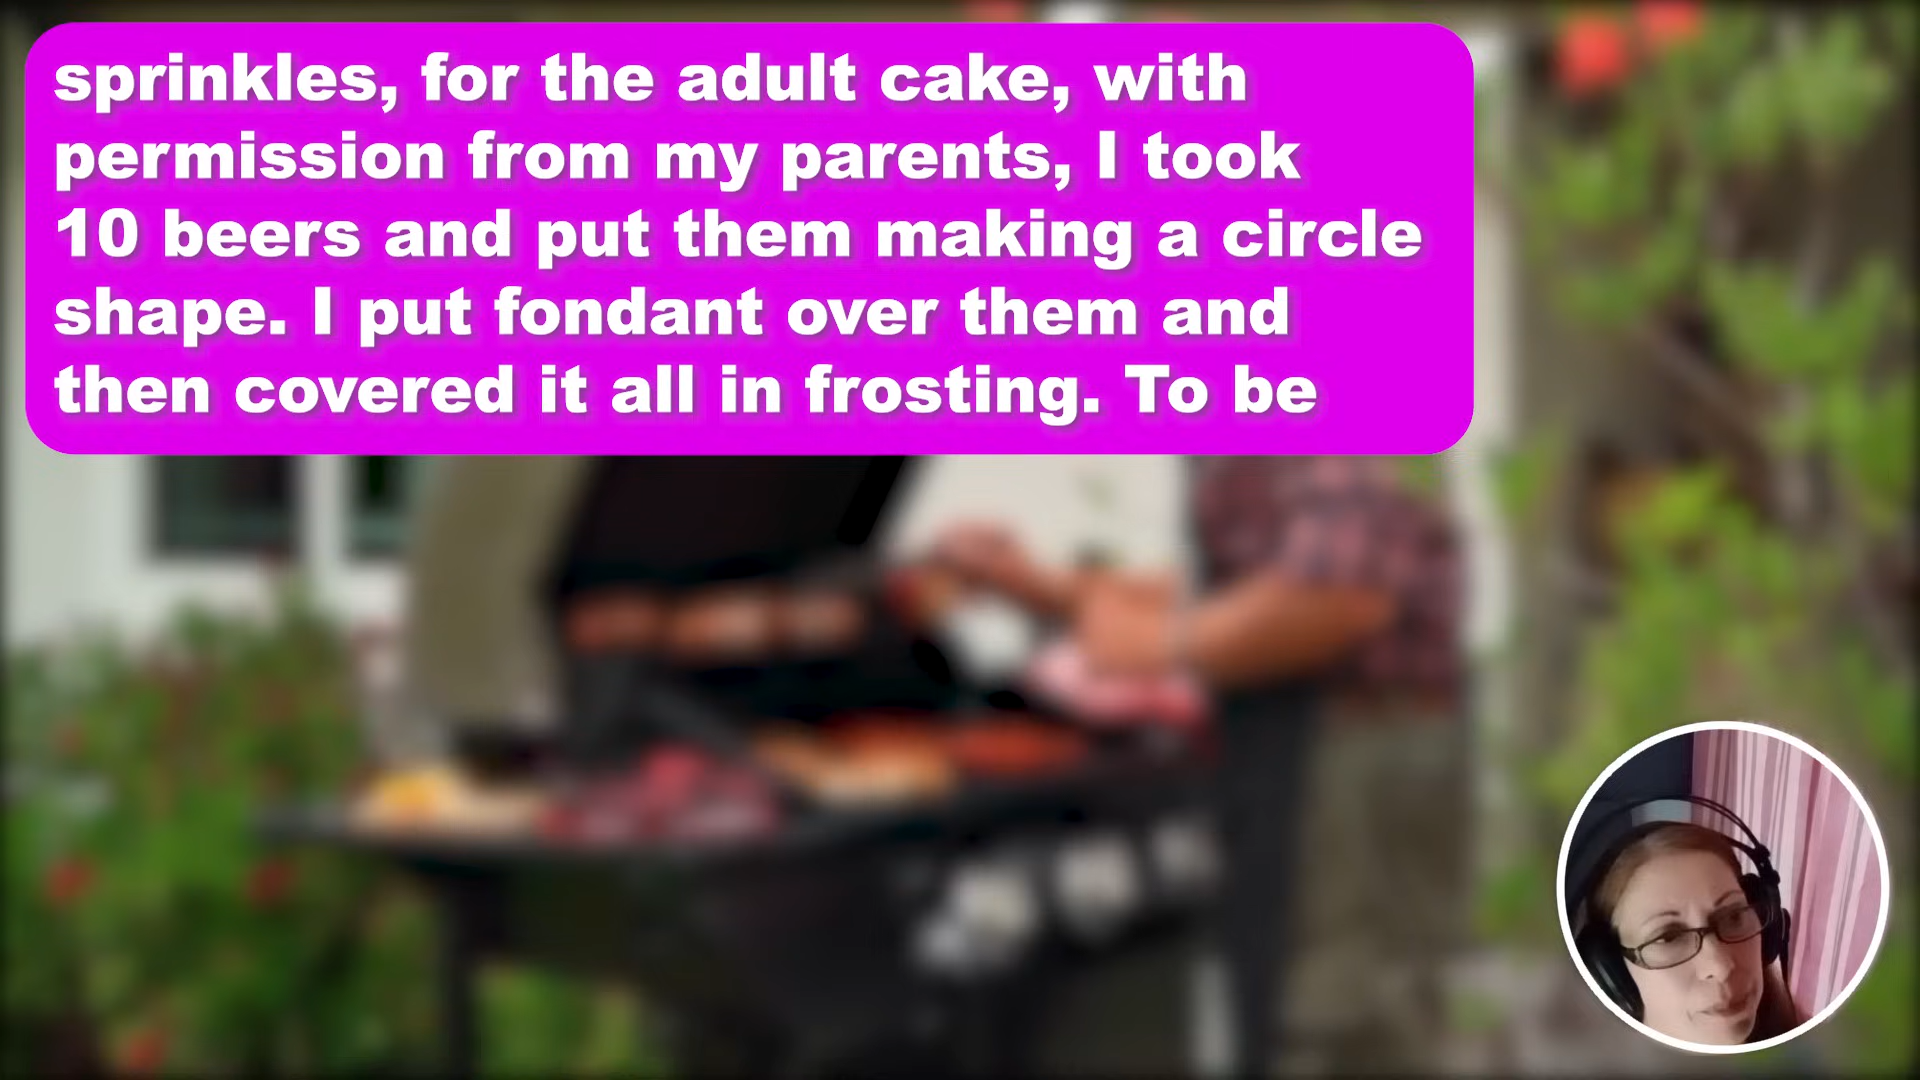 sprinkles, for the adult cake, with
permission from my parents, I took
10 beers and put them making a circle
shape. I put fondant over them and
then covered it all in frosting. To be